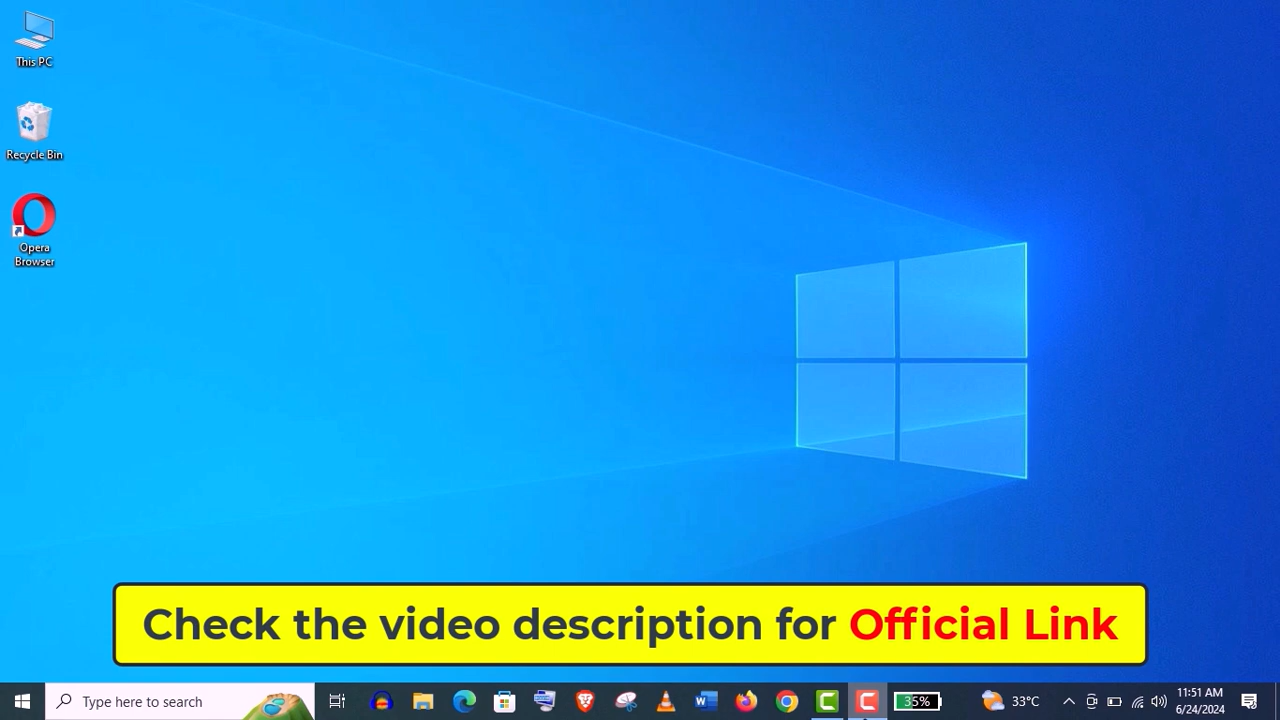 This PC
Recycle Bin
Opera
Browser
Check the video description for Official Link
Type here to search
35%
33°C
11:51 AM
6/24/2024